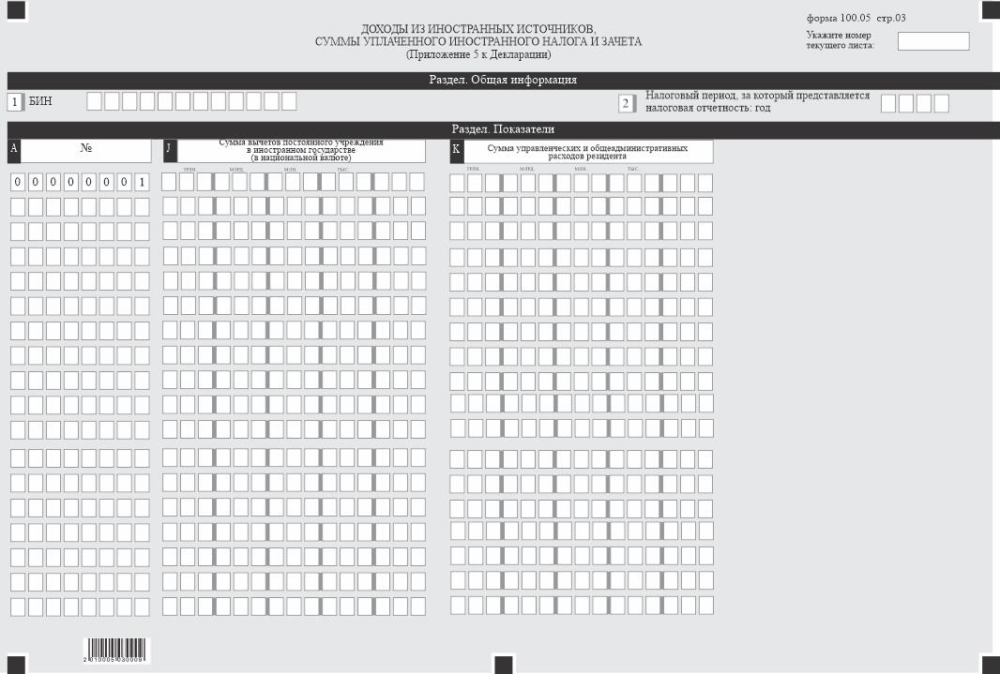 форма 100.05 стр.03
ДОХОДЫ ИЗ ИНОСТРАННЫХ ИСТОЧНИКОВ,
СУММЫ УПЛАЧЕННОГО ИНОСТРАННОГО НАЛОГА И ЗАЧЕТА
(Приложение 5 к Декларации)
Укажите номер
текущего листа:
Раздел. Общая информация
1 БИН
2 Налоговый период, за который представляется
налоговая отчетность: год
Раздел. Показатели
A №
J Сумма вычетов постоянного учреждения
в иностранном государстве
(в национальной валюте)
K Сумма управленческих и общеадминистративных
расходов резидента
трлн. млрд. млн. тыс.
трлн. млрд. млн. тыс.
0 0 0 0 0 0 0 1
2010005030009